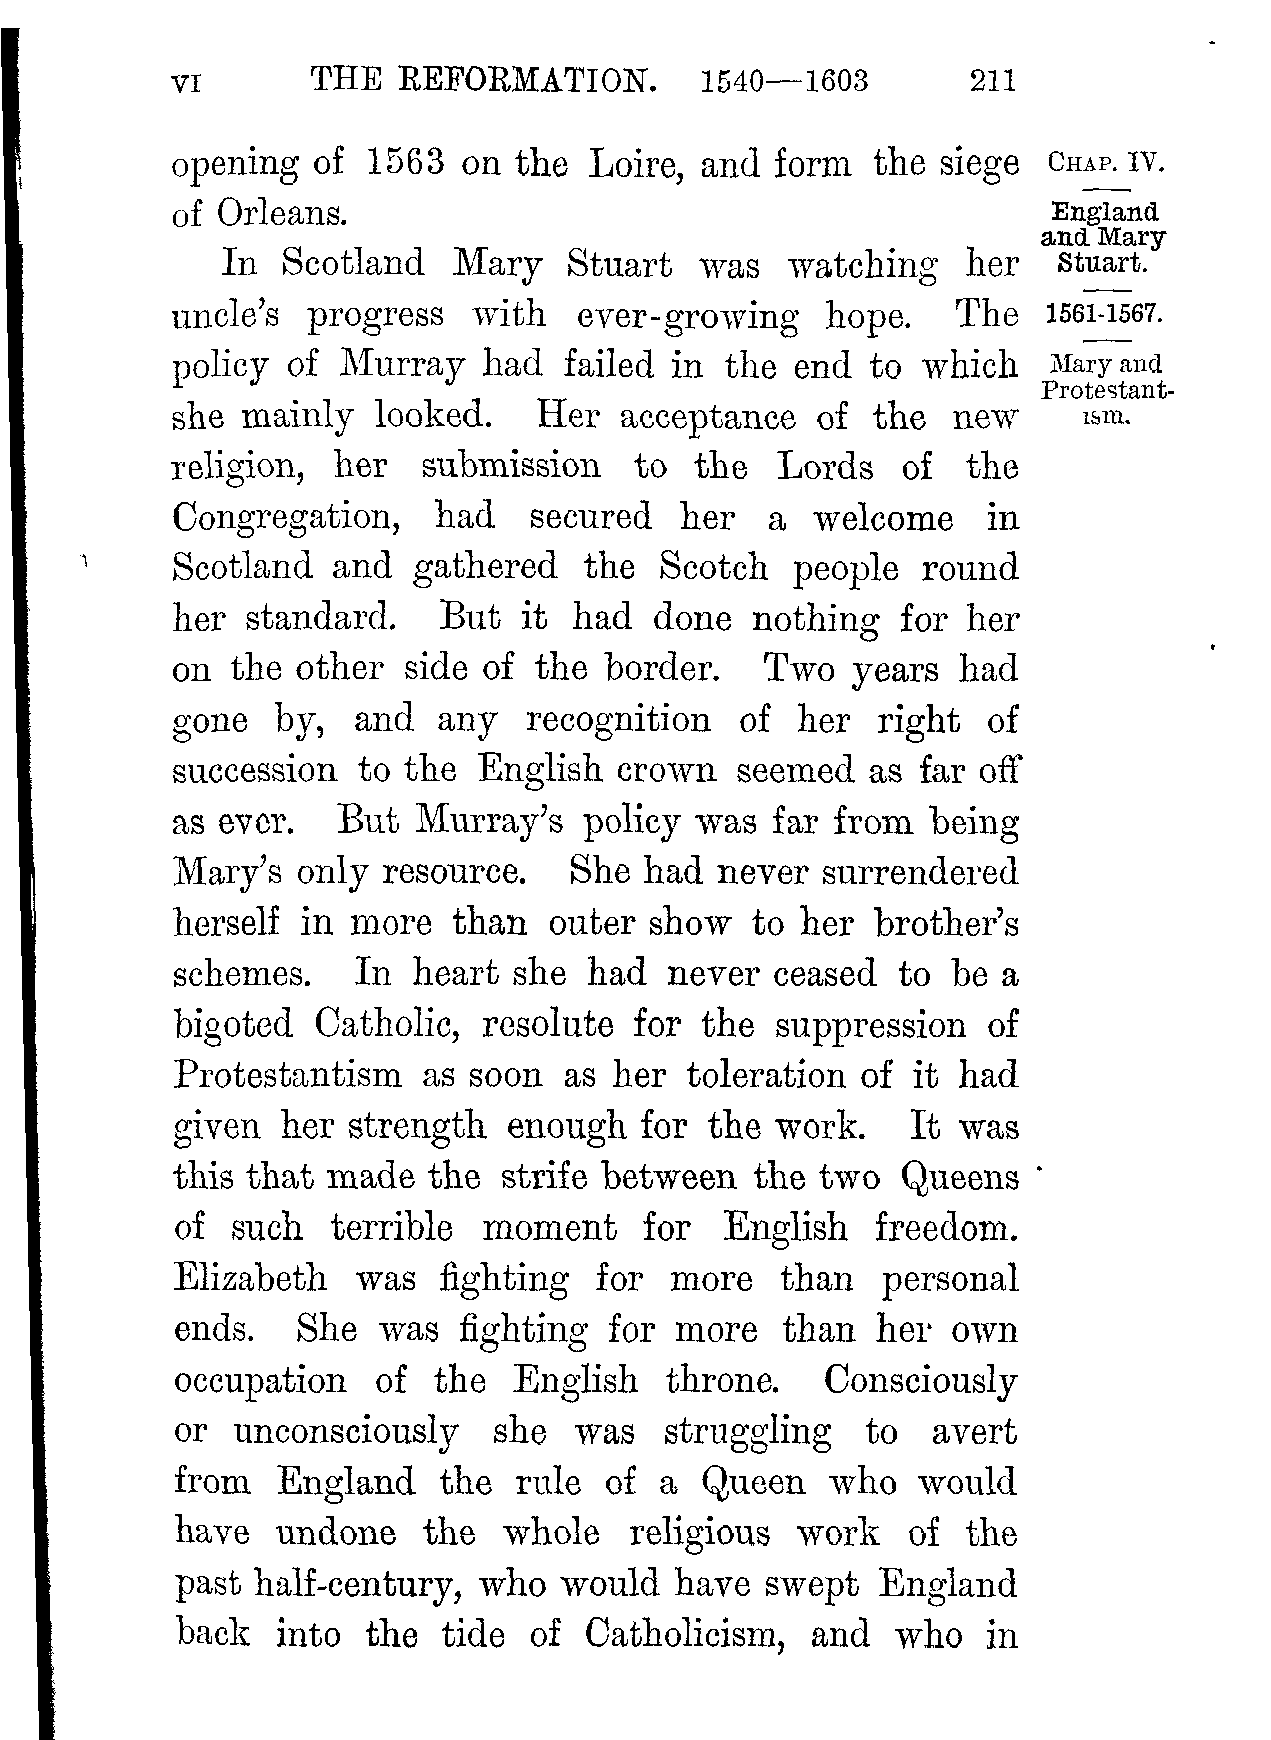 VI THE REFORMATION. 1540—1603 211
opening of 1563 on the Loire, and form the siege
of Orleans.
In Scotland Mary Stuart was watching her
uncle's progress with ever-growing hope. The
policy of Murray had failed in the end to which
she mainly looked. Her acceptance of the new
religion, her submission to the Lords of the
Congregation, had secured her a welcome in
Scotland and gathered the Scotch people round
her standard. But it had done nothing for her
on the other side of the border. Two years had
gone by, and any recognition of her right of
succession to the English crown seemed as far off
as ever. But Murray's policy was far from being
Mary's only resource. She had never surrendered
herself in more than outer show to her brother's
schemes. In heart she had never ceased to be a
bigoted Catholic, resolute for the suppression of
Protestantism as soon as her toleration of it had
given her strength enough for the work. It was
this that made the strife between the two Queens
of such terrible moment for English freedom.
Elizabeth was fighting for more than personal
ends. She was fighting for more than her own
occupation of the English throne. Consciously
or unconsciously she was struggling to avert
from England the rule of a Queen who would
have undone the whole religious work of the
past half-century, who would have swept England
back into the tide of Catholicism, and who in
CHAP. IV.
England
and Mary
Stuart.
1561-1567.
Mary and
Protestant-
ism.